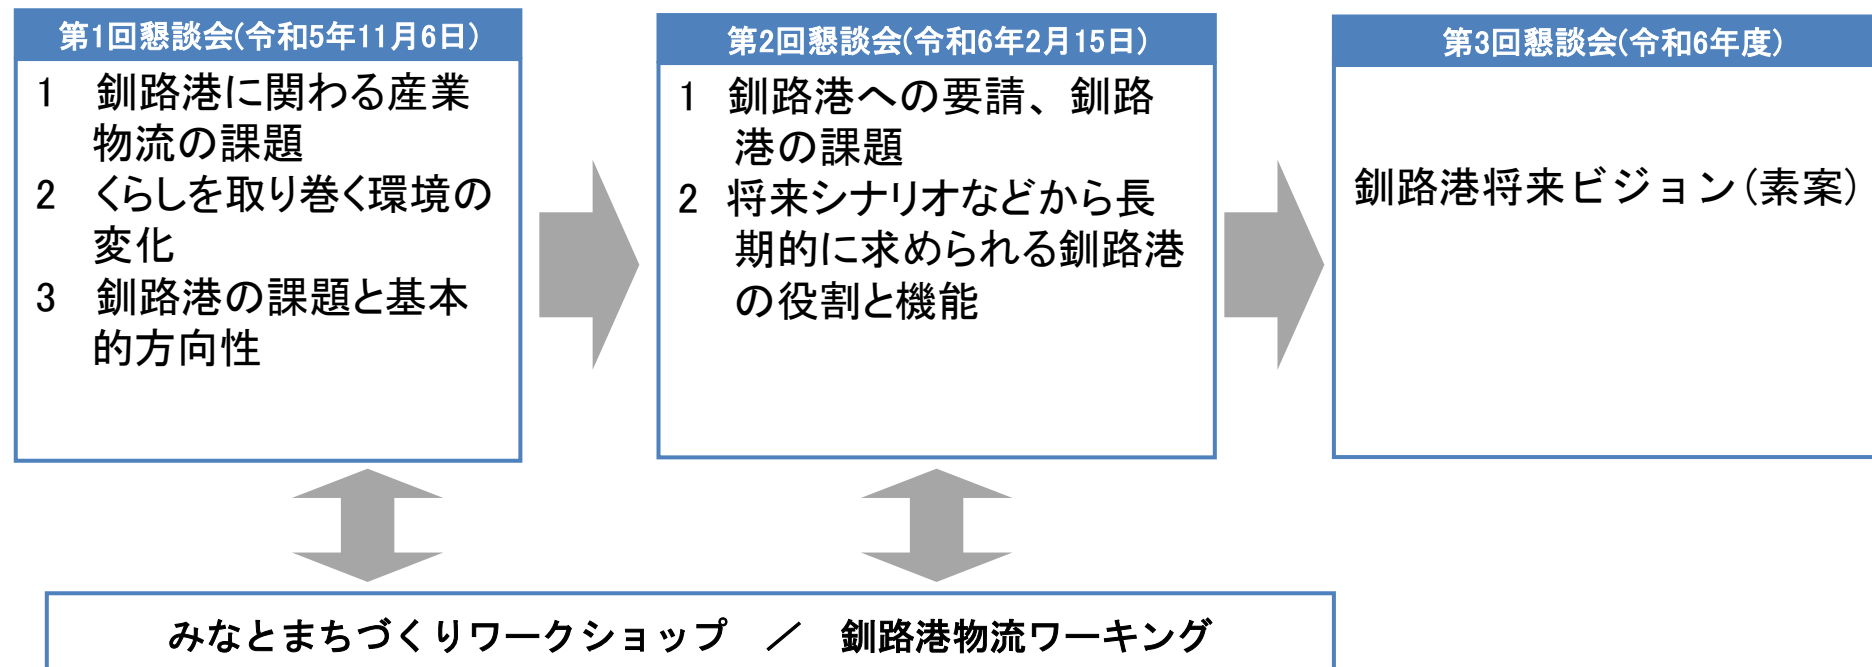 第1回懇談会(令和5年11月6日)
1 釧路港に関わる産業
物流の課題
2 くらしを取り巻く環境の
変化
3 釧路港の課題と基本
的方向性
第2回懇談会(令和6年2月15日)
1 釧路港への要請、釧路
港の課題
2 将来シナリオなどから長
期的に求められる釧路港
の役割と機能
第3回懇談会(令和6年度)
釧路港将来ビジョン(素案)
みなとまちづくりワークショップ ／ 釧路港物流ワーキング